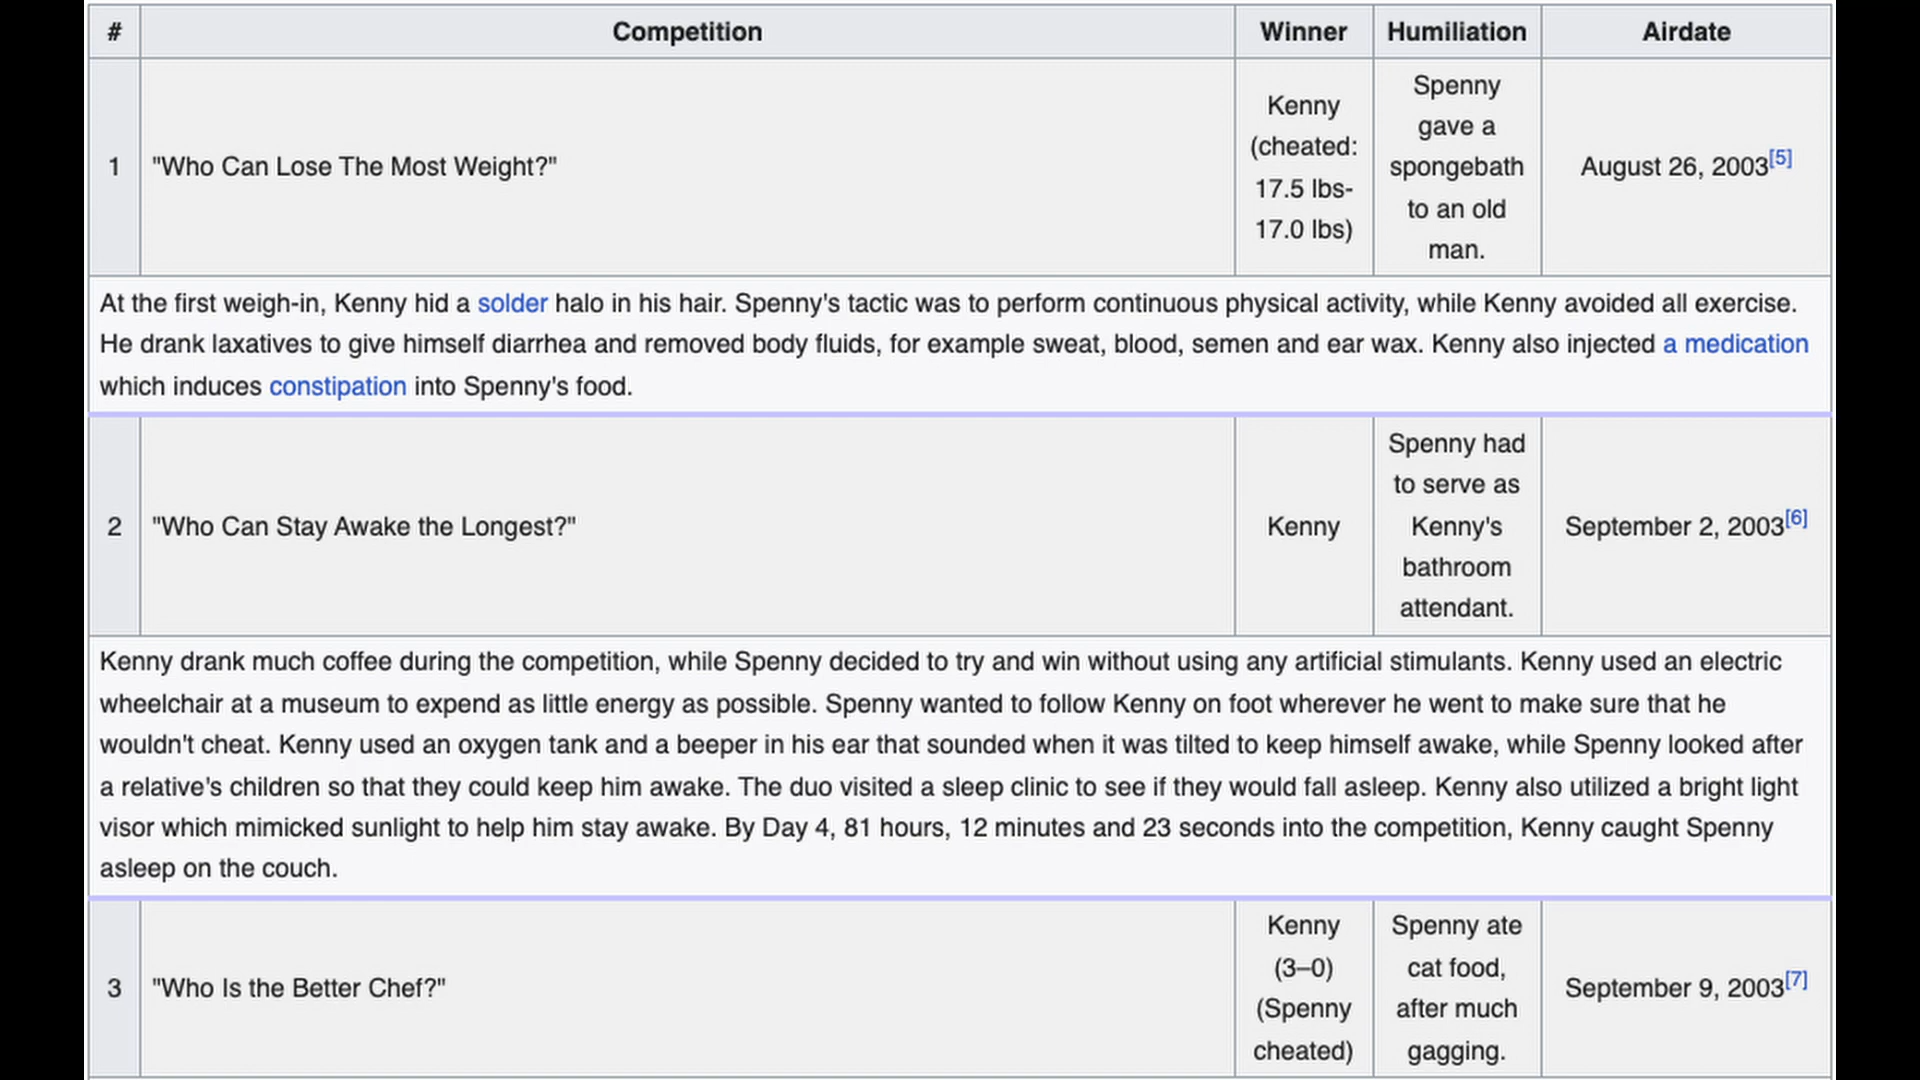 # Competition Winner Humiliation Airdate
1 "Who Can Lose The Most Weight?" Kenny (cheated: 17.5 lbs-17.0 lbs) Spenny gave a spongebath to an old man. August 26, 2003[5]
At the first weigh-in, Kenny hid a solder halo in his hair. Spenny's tactic was to perform continuous physical activity, while Kenny avoided all exercise.
He drank laxatives to give himself diarrhea and removed body fluids, for example sweat, blood, semen and ear wax. Kenny also injected a medication
which induces constipation into Spenny's food.
2 "Who Can Stay Awake the Longest?" Kenny Spenny had to serve as Kenny's bathroom attendant. September 2, 2003[6]
Kenny drank much coffee during the competition, while Spenny decided to try and win without using any artificial stimulants. Kenny used an electric
wheelchair at a museum to expend as little energy as possible. Spenny wanted to follow Kenny on foot wherever he went to make sure that he
wouldn't cheat. Kenny used an oxygen tank and a beeper in his ear that sounded when it was tilted to keep himself awake, while Spenny looked after
a relative's children so that they could keep him awake. The duo visited a sleep clinic to see if they would fall asleep. Kenny also utilized a bright light
visor which mimicked sunlight to help him stay awake. By Day 4, 81 hours, 12 minutes and 23 seconds into the competition, Kenny caught Spenny
asleep on the couch.
3 "Who Is the Better Chef?" Kenny (3–0) (Spenny cheated) Spenny ate cat food, after much gagging. September 9, 2003[7]